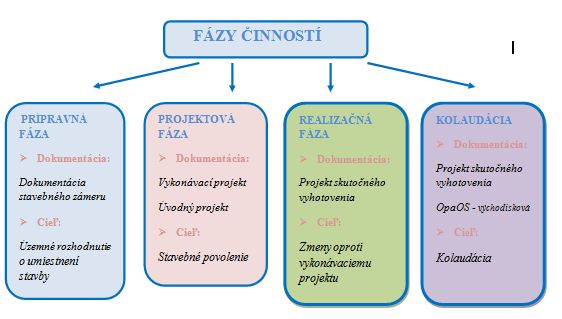 FÁZY ČINNOSTÍ
PRÍPRAVNÁ
FÁZA
Dokumentácia:
Dokumentácia
stavebného zámeru
Cieľ:
Územné rozhodnutie
o umiestnení
stavby
PROJEKTOVÁ
FÁZA
Dokumentácia:
Vykonávací projekt
Úvodný projekt
Cieľ:
Stavebné povolenie
REALIZAČNÁ
FÁZA
Dokumentácia:
Projekt skutočného
vyhotovenia
Cieľ:
Zmeny oproti
vykonávaciemu
projektu
KOLAUDÁCIA
Dokumentácia:
Projekt skutočného
vyhotovenia
OpaOS - východisková
Cieľ:
Kolaudácia